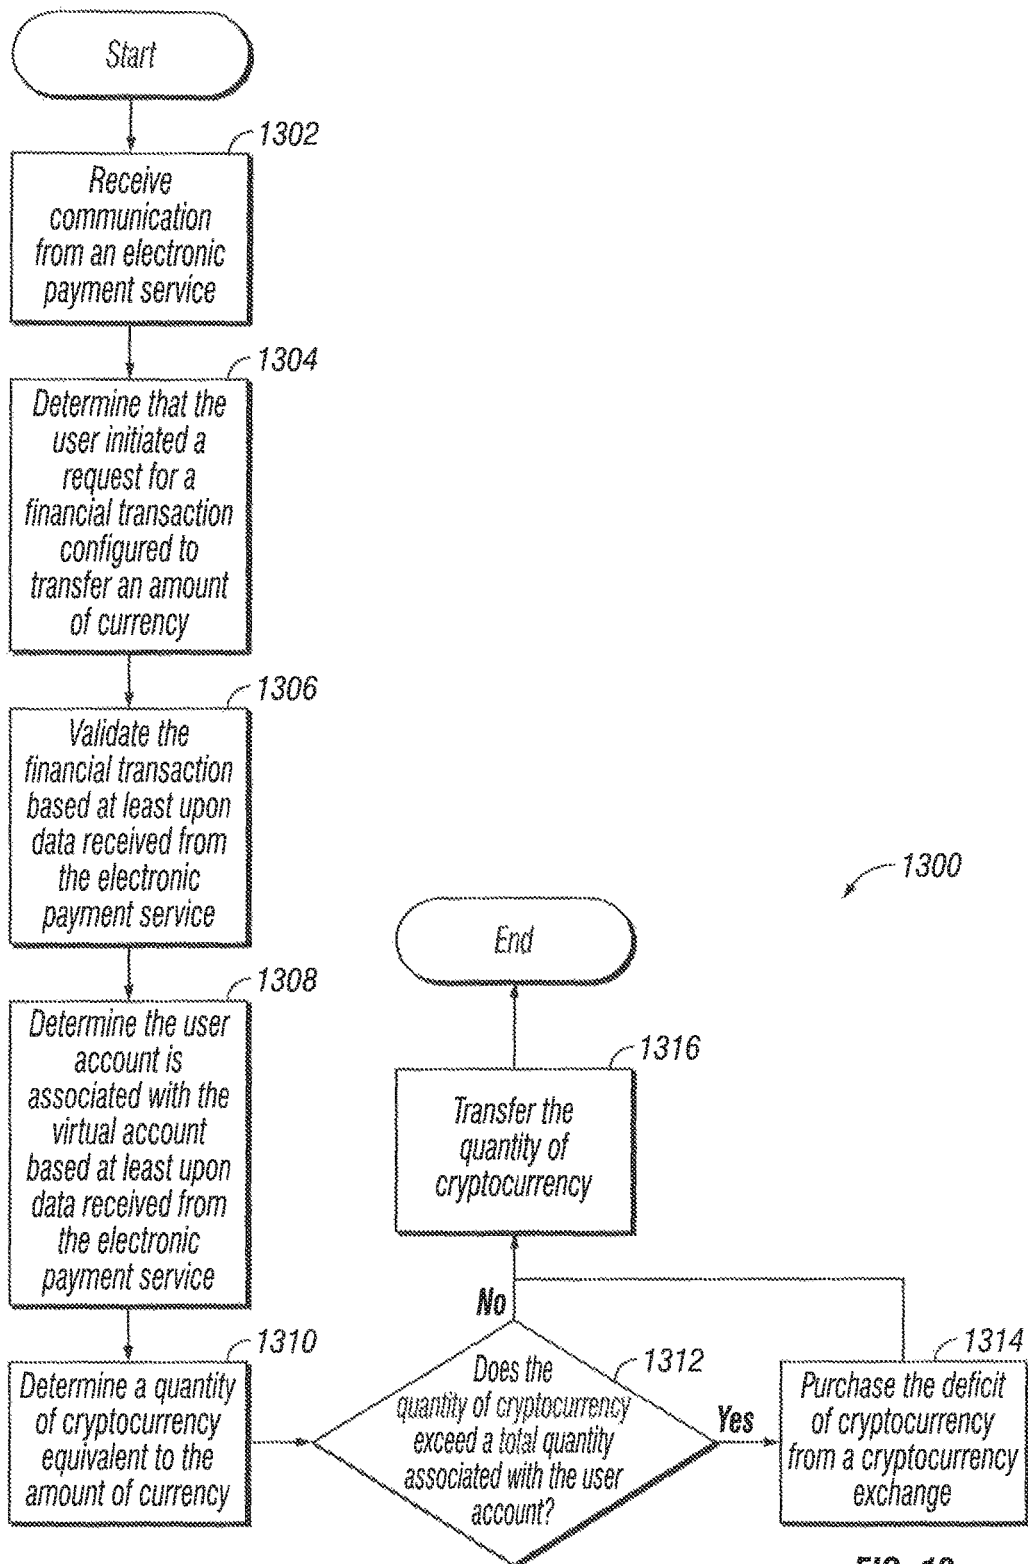 Start
1302
Receive
communication
from an electronic
payment service
1304
Determine that the
user initiated a
request for a
financial transaction
configured to
transfer an amount
of currency
1306
Validate the
financial transaction
based at least upon
data received from
the electronic
payment service
1308
Determine the user
account is
associated with the
virtual account
based at least upon
data received from
the electronic
payment service
1310
Determine a quantity
of cryptocurrency
equivalent to the
amount of currency
1312
Does the
quantity of cryptocurrency
exceed a total quantity
associated with the user
account?
Yes
1314
Purchase the deficit
of cryptocurrency
from a cryptocurrency
exchange
No
1316
Transfer the
quantity of
cryptocurrency
End
1300